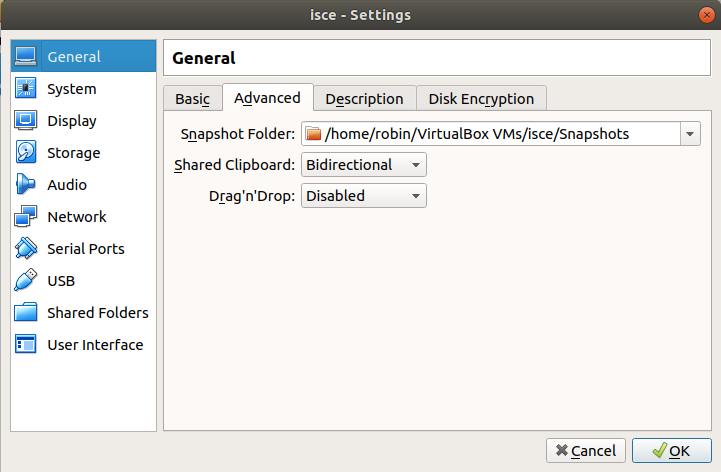 isce - Settings
General
System
Display
Storage
Audio
Network
Serial Ports
USB
Shared Folders
User Interface
General
Basic Advanced Description Disk Encryption
Snapshot Folder: /home/robin/VirtualBox VMs/isce/Snapshots
Shared Clipboard: Bidirectional
Drag'n'Drop: Disabled
Cancel OK